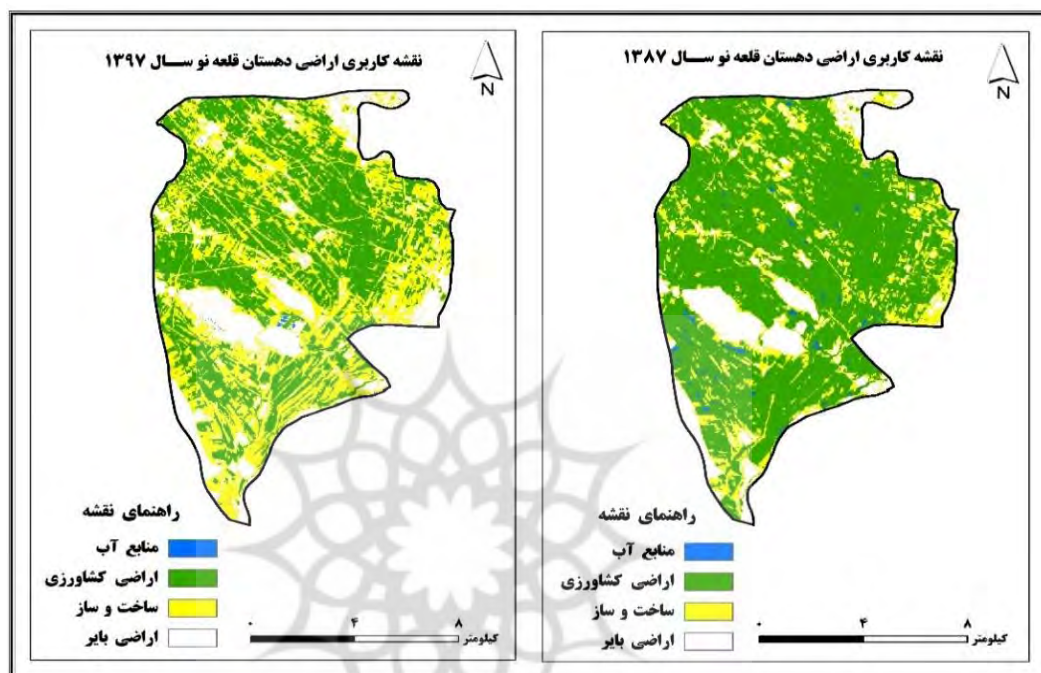 نقشه کاربری اراضی دهستان قلعه نو ســـال ۱۳۸۷
N
راهنمای نقشه
منابع آب
اراضی کشاورزی
ساخت و ساز
اراضی بایر
۰ ۴ ۸
کیلومتر
نقشه کاربری اراضی دهستان قلعه نو ســـال ۱۳۹۷
N
راهنمای نقشه
منابع آب
اراضی کشاورزی
ساخت و ساز
اراضی بایر
۰ ۴ ۸
کیلومتر